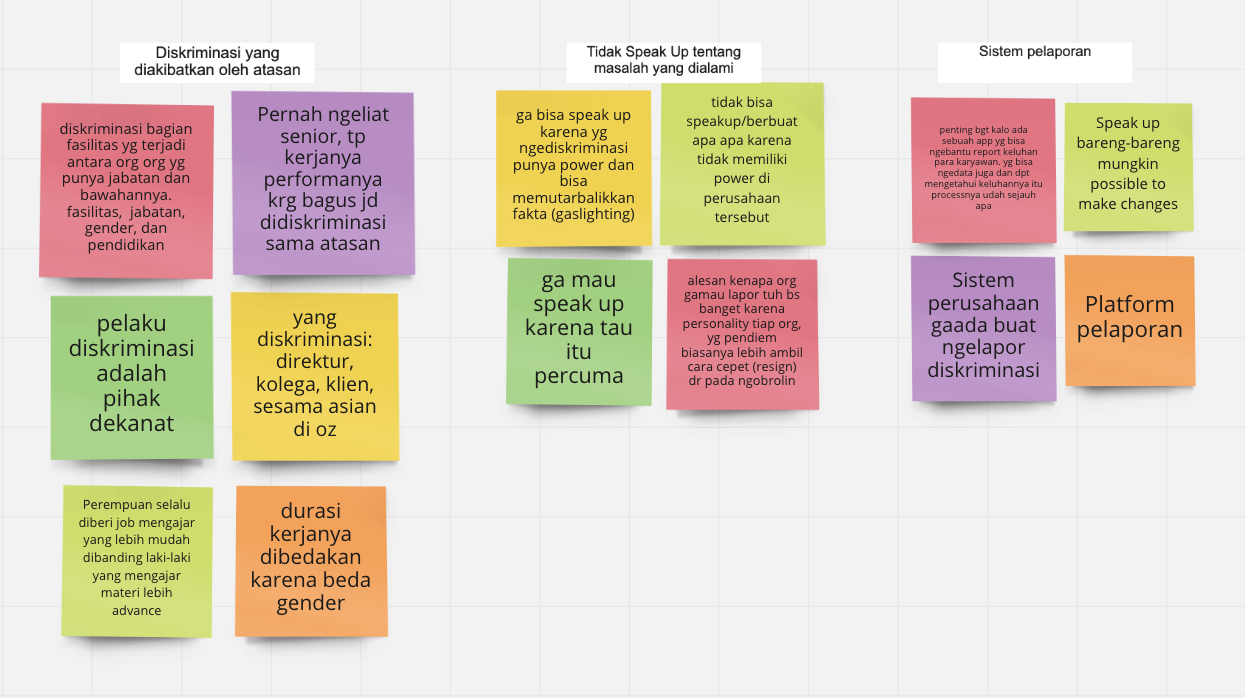 Diskriminasi yang
diakibatkan oleh atasan
diskriminasi bagian
fasilitas yg terjadi
antara org org yg
punya jabatan dan
bawahannya.
fasilitas, jabatan,
gender, dan
pendidikan
Pernah ngeliat
senior, tp
kerjanya
performanya
krg bagus jd
didiskriminasi
sama atasan
pelaku
diskriminasi
adalah
pihak
dekanat
yang
diskriminasi:
direktur,
kolega, klien,
sesama asian
di oz
Perempuan selalu
diberi job mengajar
yang lebih mudah
dibanding laki-laki
yang mengajar
materi lebih
advance
durasi
kerjanya
dibedakan
karena beda
gender
Tidak Speak Up tentang
masalah yang dialami
ga bisa speak up
karena yg
ngediskriminasi
punya power dan
bisa
memutarbalikkan
fakta (gaslighting)
tidak bisa
speakup/berbuat
apa apa karena
tidak memiliki
power di
perusahaan
tersebut
ga mau
speak up
karena tau
itu
percuma
alesan kenapa org
gamau lapor tuh bs
banget karena
personality tiap org,
yg pendiem
biasanya lebih ambil
cara cepet (resign)
dr pada ngobrolin
Sistem pelaporan
penting bgt kalo ada
sebuah app yg bisa
ngebantu report keluhan
para karyawan. yg bisa
ngedata juga dan dpt
mengetahui keluhannya itu
processnya udah sejauh
apa
Speak up
bareng-bareng
mungkin
possible to
make changes
Sistem
perusahaan
gaada buat
ngelapor
diskriminasi
Platform
pelaporan